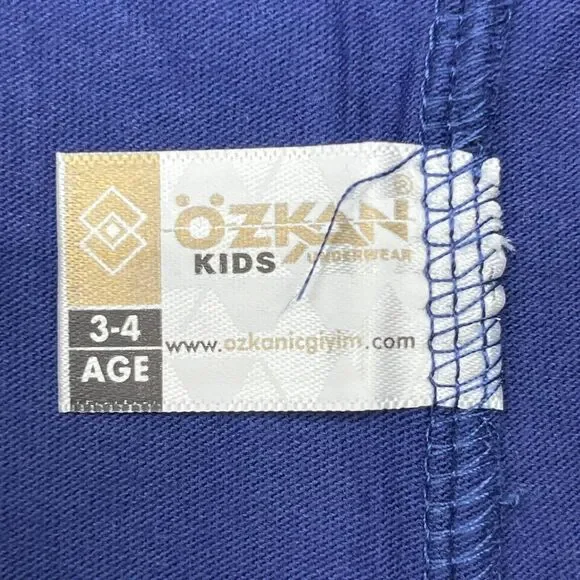 ÖZKAN®
KIDS UNDERWEAR
3-4
AGE
www.ozkanicgiyim.com